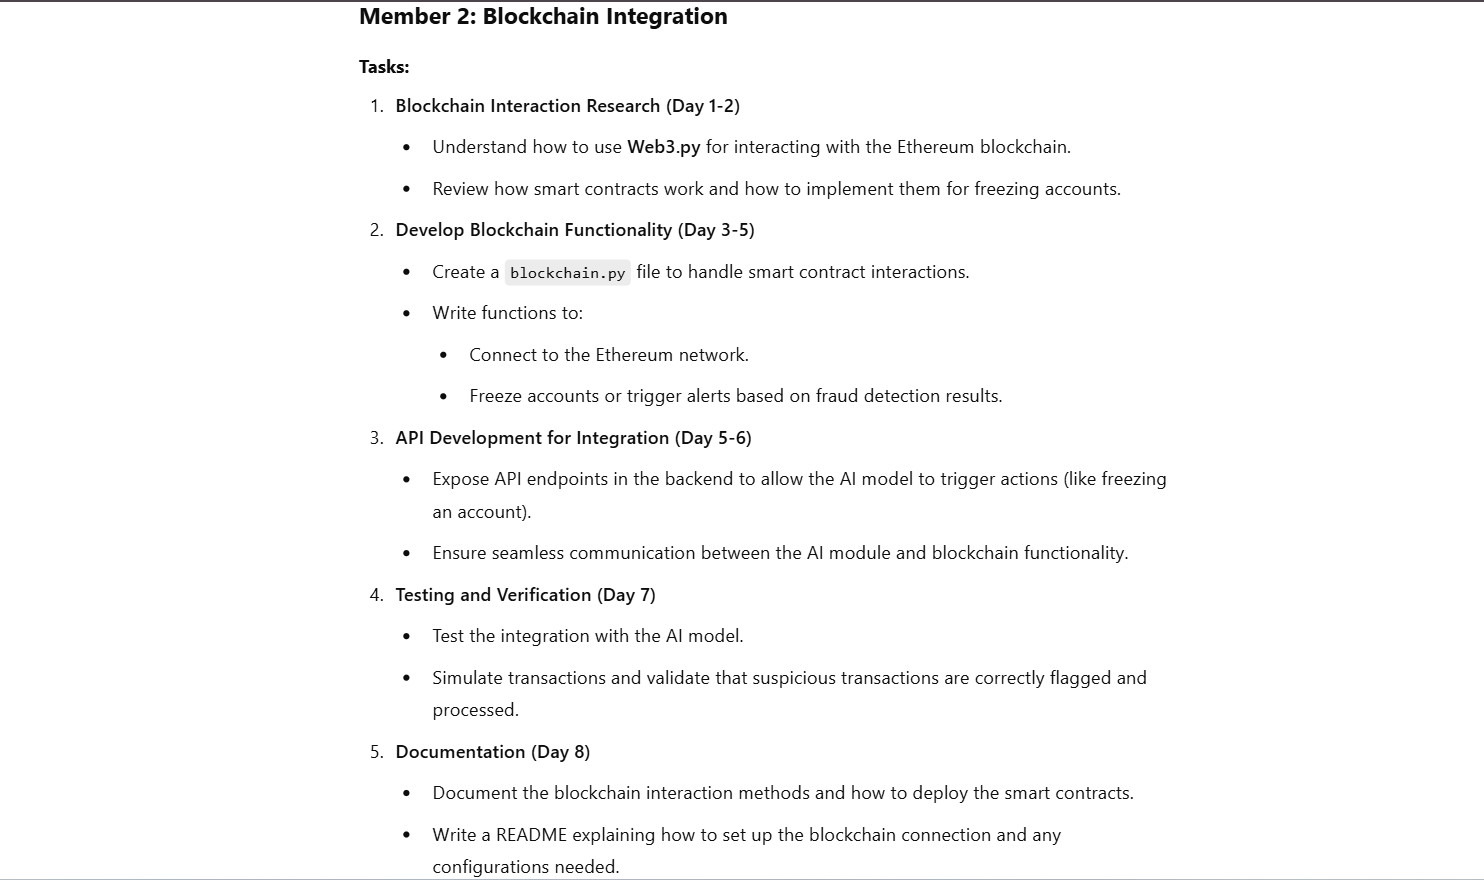 Member 2: Blockchain Integration
Tasks:
1. Blockchain Interaction Research (Day 1-2)
• Understand how to use Web3.py for interacting with the Ethereum blockchain.
• Review how smart contracts work and how to implement them for freezing accounts.
2. Develop Blockchain Functionality (Day 3-5)
• Create a blockchain.py file to handle smart contract interactions.
• Write functions to:
• Connect to the Ethereum network.
• Freeze accounts or trigger alerts based on fraud detection results.
3. API Development for Integration (Day 5-6)
• Expose API endpoints in the backend to allow the AI model to trigger actions (like freezing
an account).
• Ensure seamless communication between the AI module and blockchain functionality.
4. Testing and Verification (Day 7)
• Test the integration with the AI model.
• Simulate transactions and validate that suspicious transactions are correctly flagged and
processed.
5. Documentation (Day 8)
• Document the blockchain interaction methods and how to deploy the smart contracts.
• Write a README explaining how to set up the blockchain connection and any
configurations needed.